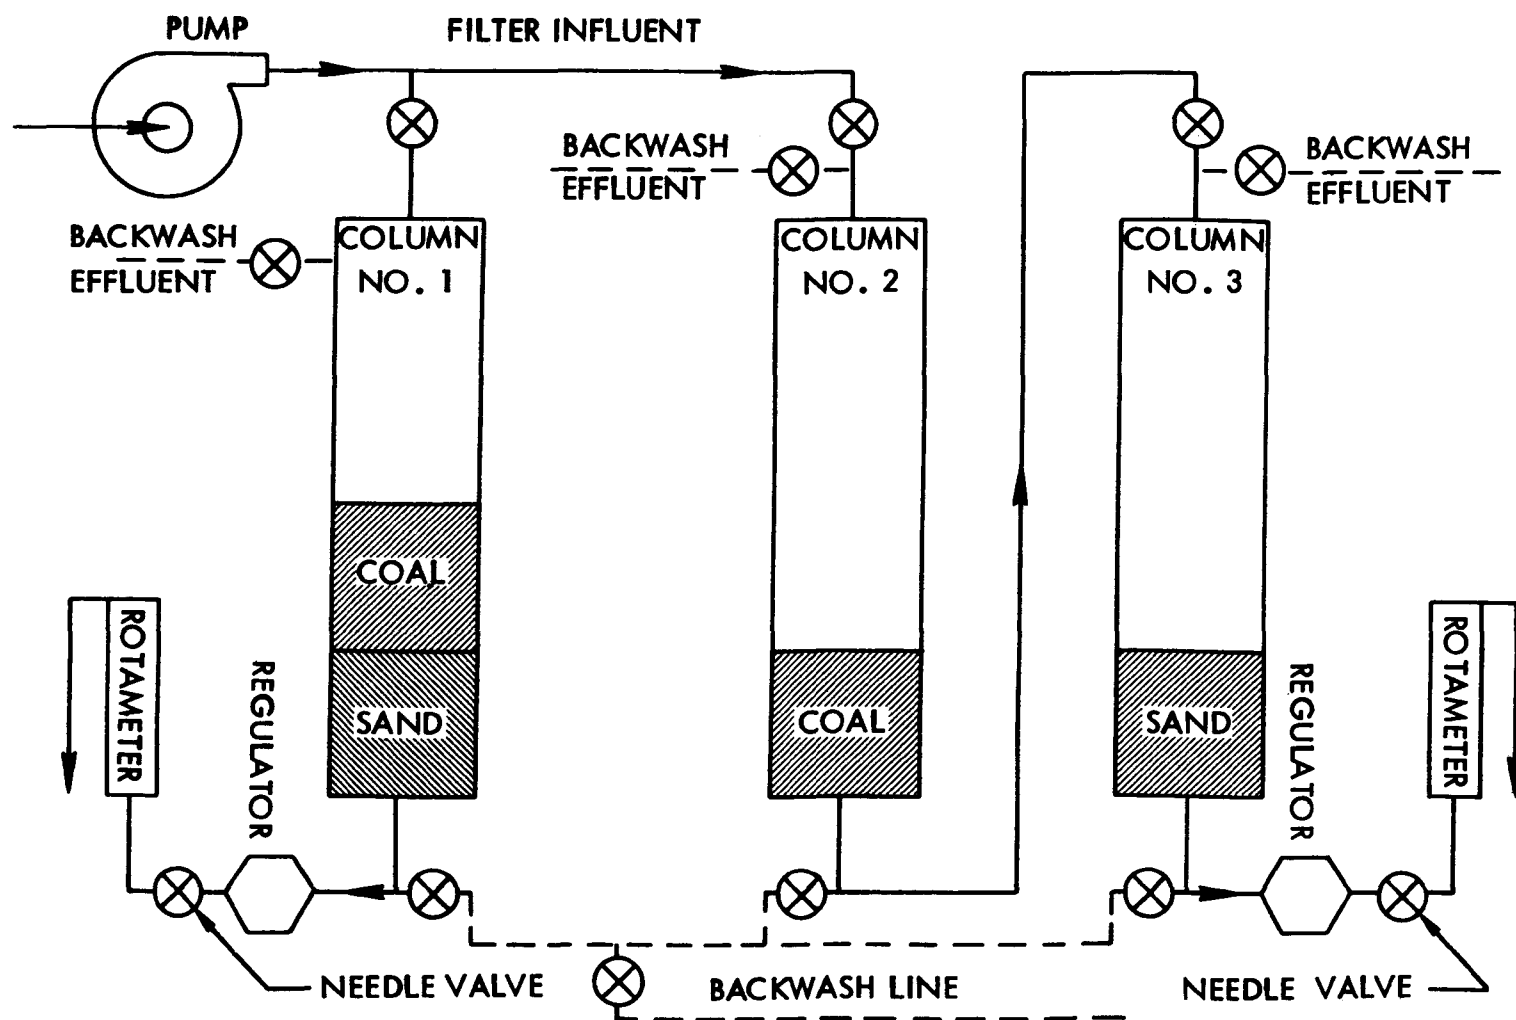 PUMP
FILTER INFLUENT
BACKWASH
EFFLUENT
BACKWASH
EFFLUENT
BACKWASH
EFFLUENT
COLUMN
NO. 1
COLUMN
NO. 2
COLUMN
NO. 3
COAL
SAND
COAL
SAND
ROTAMETER
REGULATOR
REGULATOR
ROTAMETER
NEEDLE VALVE
BACKWASH LINE
NEEDLE VALVE